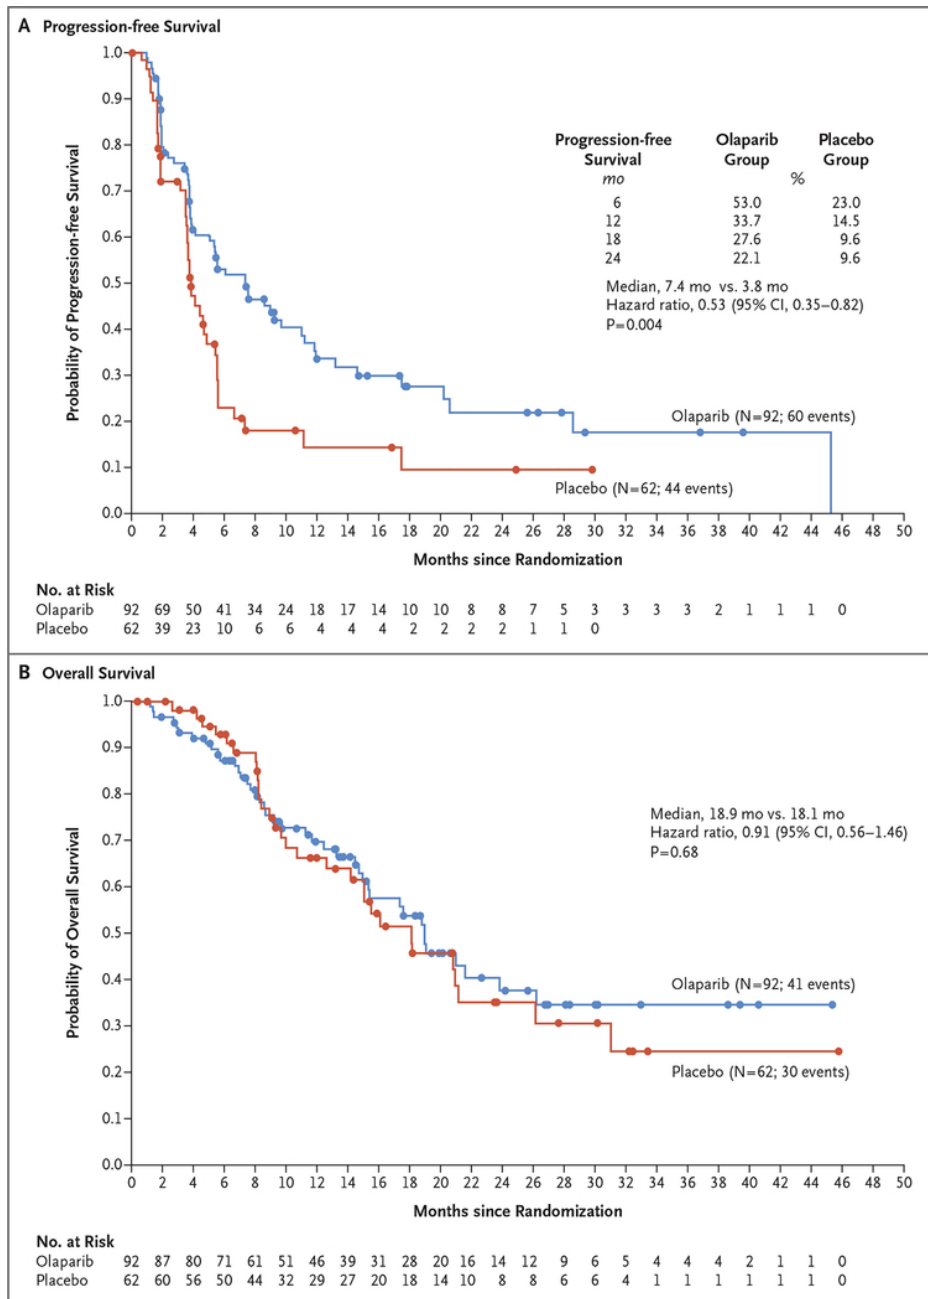 A Progression-free Survival
1.0
0.9
0.8
0.7
0.6
0.5
0.4
0.3
0.2
0.1
0.0
Probability of Progression-free Survival
Progression-free Survival Olaparib Group Placebo Group
mo %
6 53.0 23.0
12 33.7 14.5
18 27.6 9.6
24 22.1 9.6
Median, 7.4 mo vs. 3.8 mo
Hazard ratio, 0.53 (95% CI, 0.35–0.82)
P=0.004
Olaparib (N=92; 60 events)
Placebo (N=62; 44 events)
0 2 4 6 8 10 12 14 16 18 20 22 24 26 28 30 32 34 36 38 40 42 44 46 48 50
Months since Randomization
No. at Risk
Olaparib 92 69 50 41 34 24 18 17 14 10 10 8 8 7 5 3 3 3 3 2 1 1 1 0
Placebo 62 39 23 10 6 6 4 4 4 2 2 2 2 1 1 0
B Overall Survival
1.0
0.9
0.8
0.7
0.6
0.5
0.4
0.3
0.2
0.1
0.0
Probability of Overall Survival
Median, 18.9 mo vs. 18.1 mo
Hazard ratio, 0.91 (95% CI, 0.56–1.46)
P=0.68
Olaparib (N=92; 41 events)
Placebo (N=62; 30 events)
0 2 4 6 8 10 12 14 16 18 20 22 24 26 28 30 32 34 36 38 40 42 44 46 48 50
Months since Randomization
No. at Risk
Olaparib 92 87 80 71 61 51 46 39 31 28 20 16 14 12 9 6 5 4 4 4 2 1 1 0
Placebo 62 60 56 50 44 32 29 27 20 18 14 10 8 8 6 6 4 1 1 1 1 1 1 0